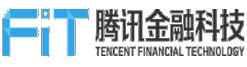 FiT 腾讯金融科技
TENCENT FINANCIAL TECHNOLOGY